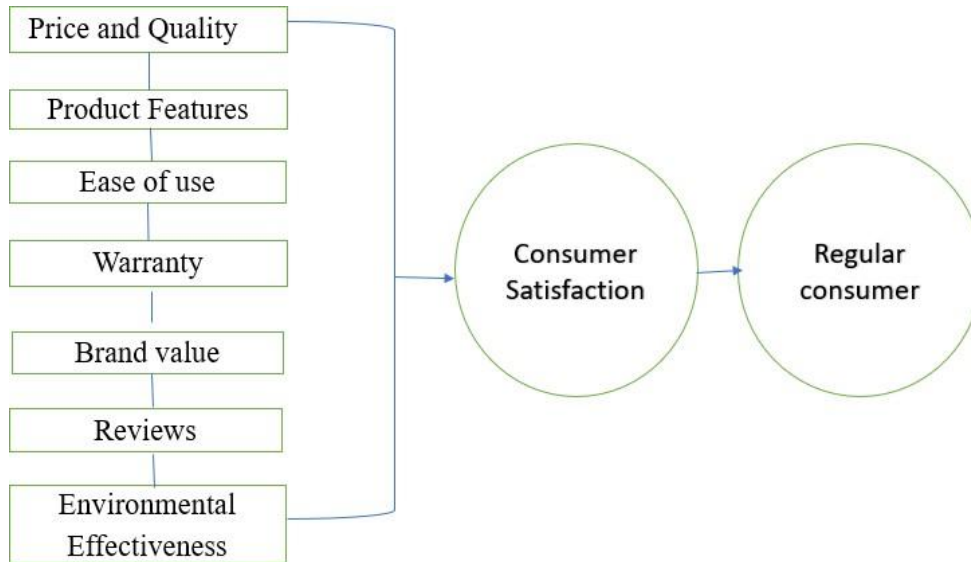 Price and Quality
Product Features
Ease of use
Warranty
Brand value
Reviews
Environmental
Effectiveness
Consumer
Satisfaction
Regular
consumer